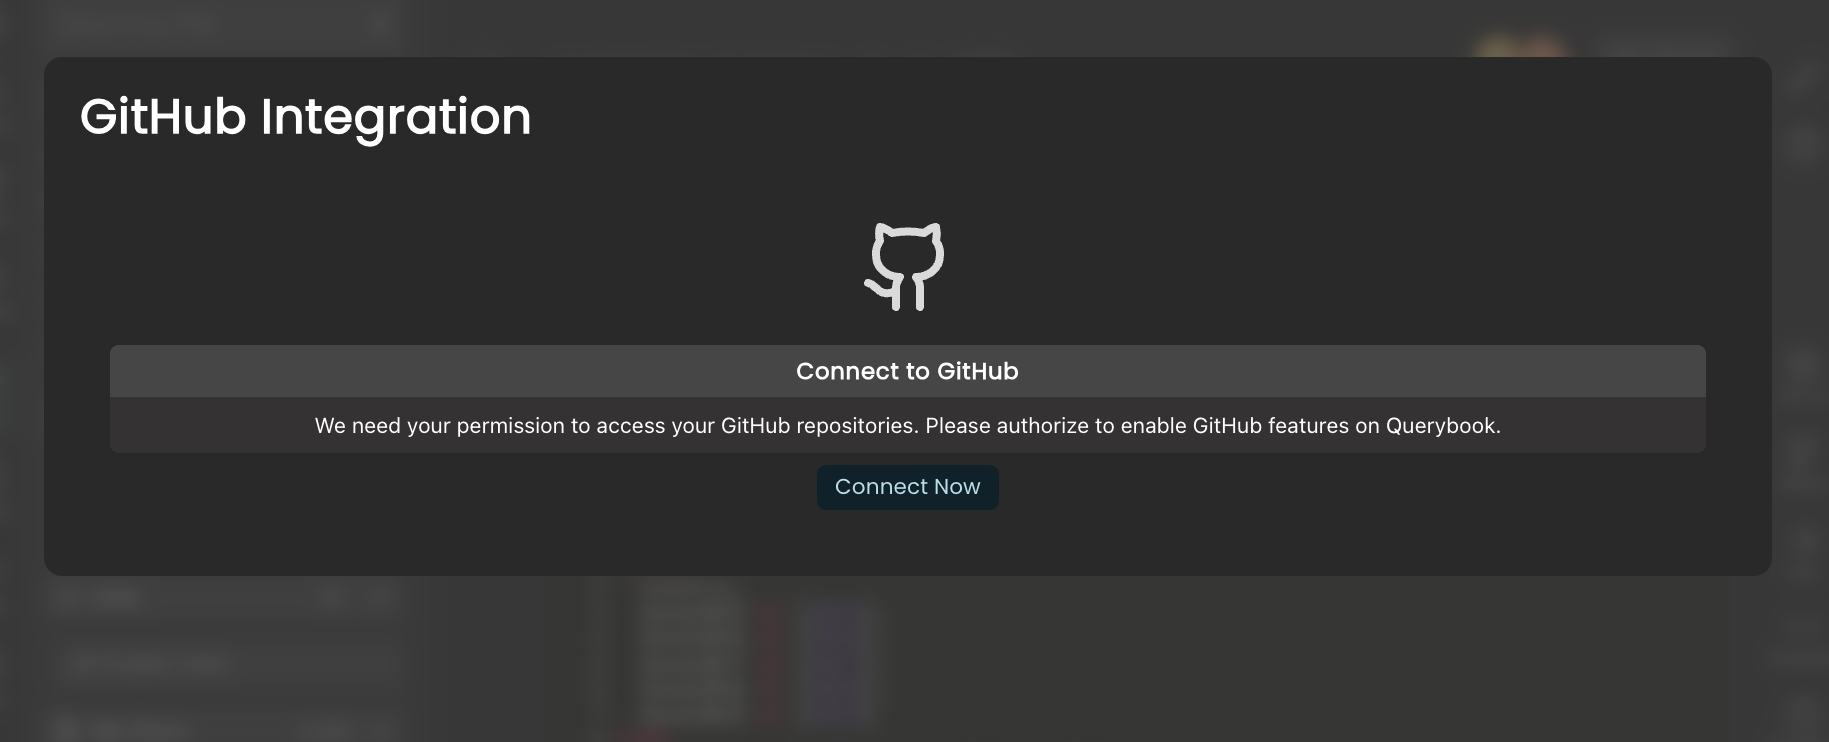 GitHub Integration
Connect to GitHub
We need your permission to access your GitHub repositories. Please authorize to enable GitHub features on Querybook.
Connect Now